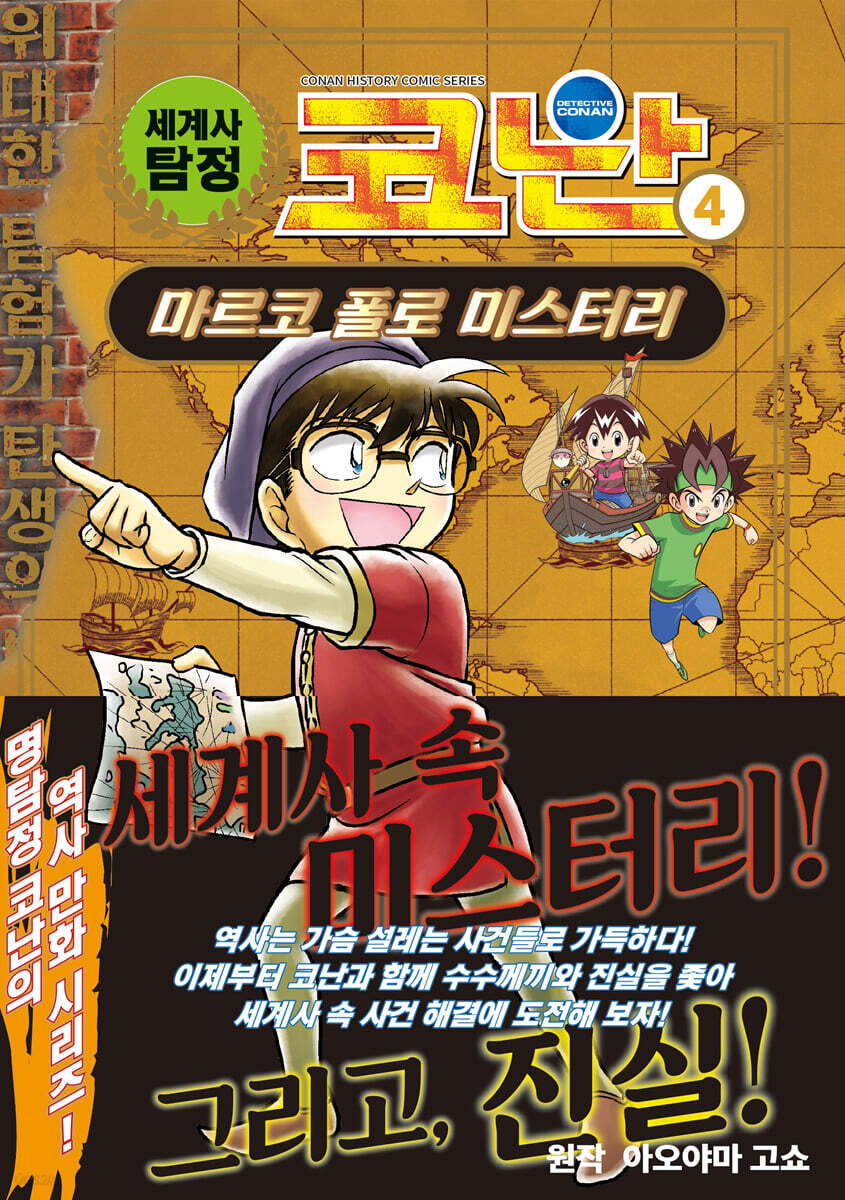 위대한 탐험가 탄생의
CONAN HISTORY COMIC SERIES
세계사
탐정
DETECTIVE
CONAN
코난
4
마르코 폴로 미스터리
명탐정 코난의
역사 만화 시리즈!
세계사 속
미스터리!
역사는 가슴 설레는 사건들로 가득하다!
이제부터 코난과 함께 수수께끼와 진실을 좇아
세계사 속 사건 해결에 도전해 보자!
그리고, 진실!
원작 아오야마 고쇼